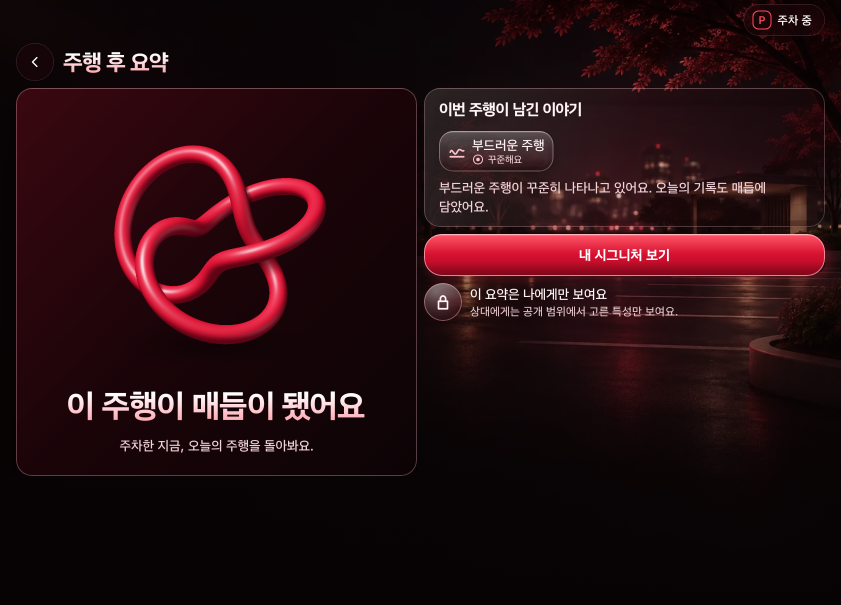 P 주차 중
주행 후 요약
이 주행이 매듭이 됐어요
주차한 지금, 오늘의 주행을 돌아봐요.
이번 주행이 남긴 이야기
부드러운 주행
꾸준해요
부드러운 주행이 꾸준히 나타나고 있어요. 오늘의 기록도 매듭에
담았어요.
내 시그니처 보기
이 요약은 나에게만 보여요
상대에게는 공개 범위에서 고른 특성만 보여요.